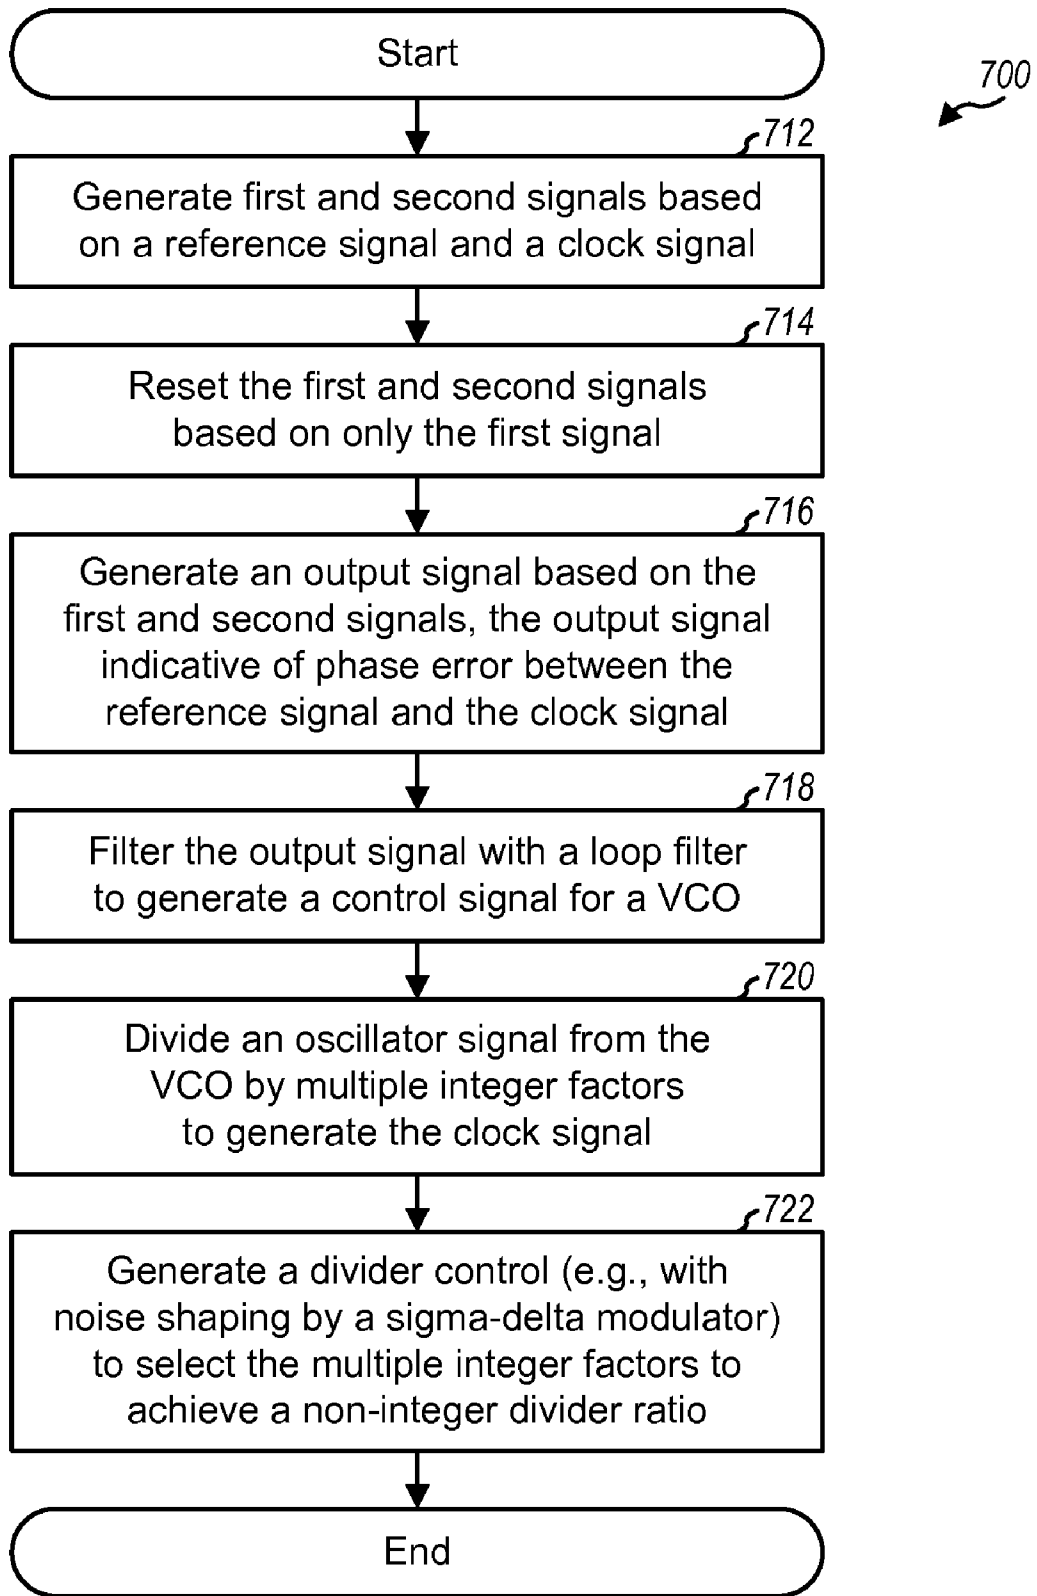 Start
700
712
Generate first and second signals based
on a reference signal and a clock signal
714
Reset the first and second signals
based on only the first signal
716
Generate an output signal based on the
first and second signals, the output signal
indicative of phase error between the
reference signal and the clock signal
718
Filter the output signal with a loop filter
to generate a control signal for a VCO
720
Divide an oscillator signal from the
VCO by multiple integer factors
to generate the clock signal
722
Generate a divider control (e.g., with
noise shaping by a sigma-delta modulator)
to select the multiple integer factors to
achieve a non-integer divider ratio
End